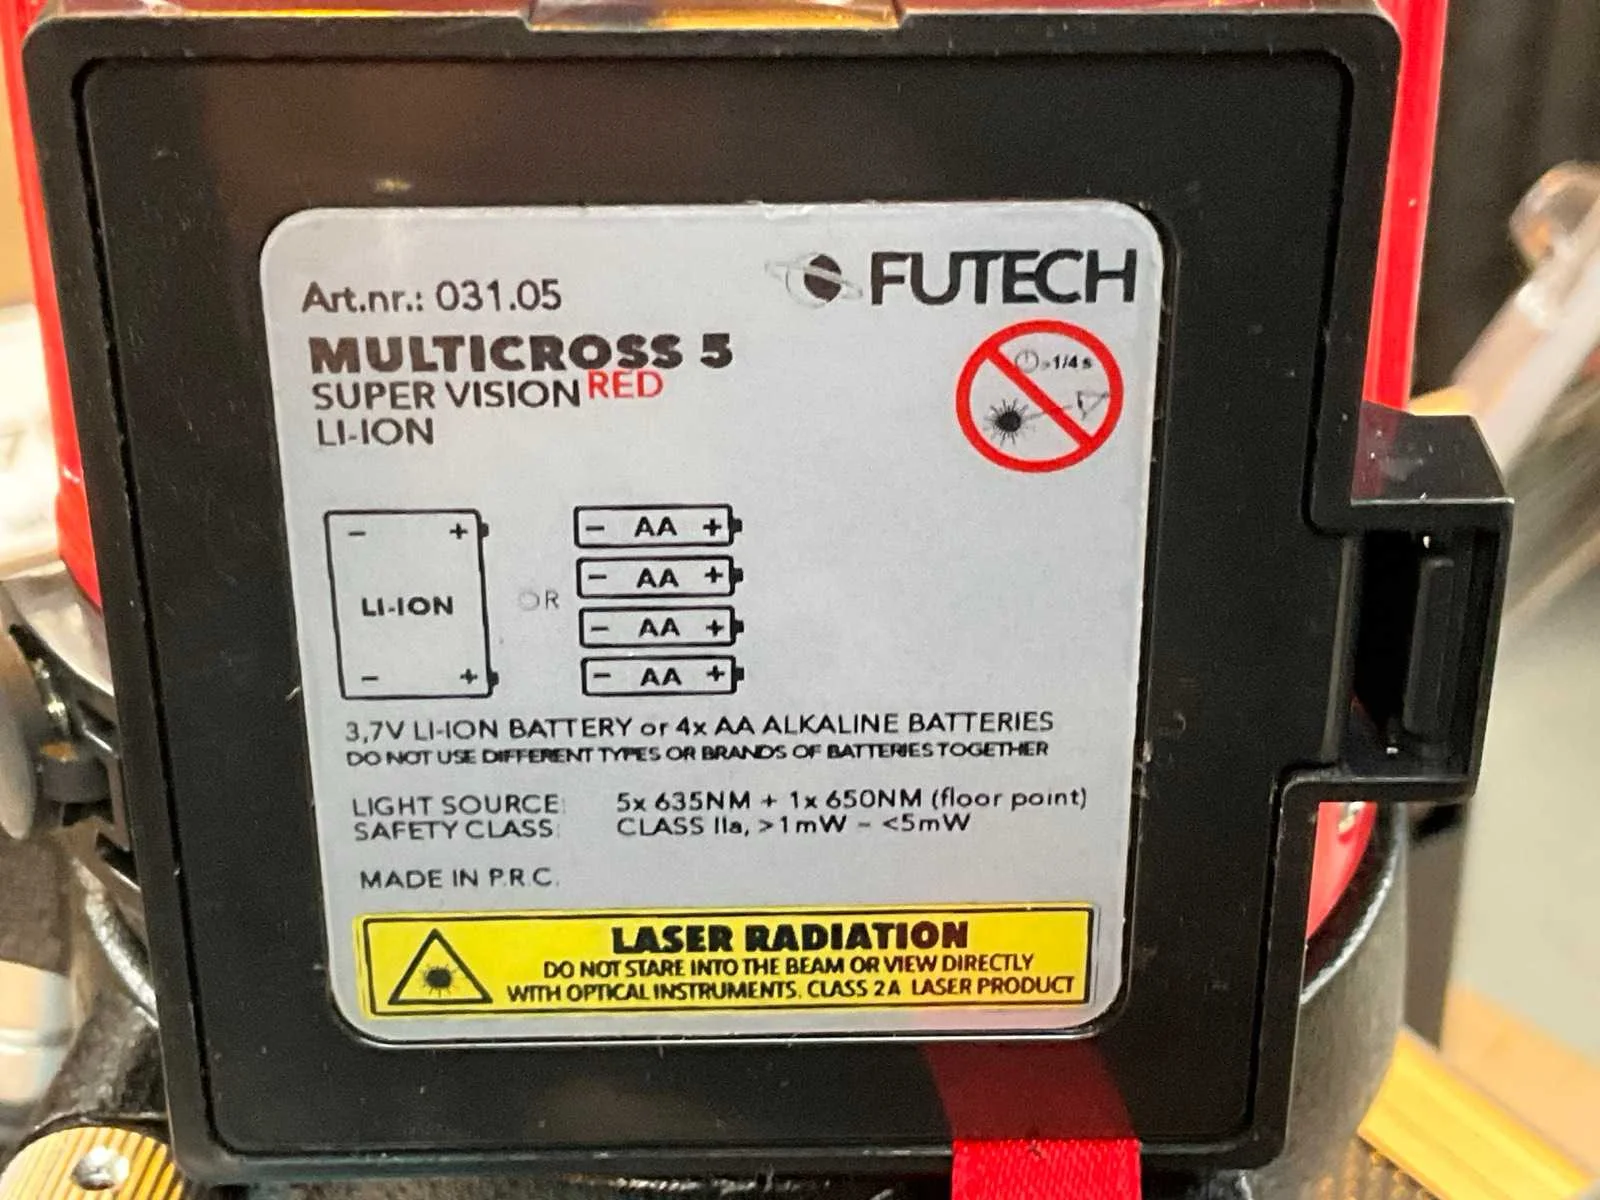 Art.nr.: 031.05
FUTECH
MULTICROSS 5
SUPER VISION RED
LI-ION
>1/4 s
- +
LI-ION
- +
OR
- AA +
- AA +
- AA +
- AA +
3,7V LI-ION BATTERY or 4x AA ALKALINE BATTERIES
DO NOT USE DIFFERENT TYPES OR BRANDS OF BATTERIES TOGETHER
LIGHT SOURCE: 5x 635NM + 1x 650NM (floor point)
SAFETY CLASS: CLASS IIa, >1mW - <5mW
MADE IN P.R.C.
LASER RADIATION
DO NOT STARE INTO THE BEAM OR VIEW DIRECTLY
WITH OPTICAL INSTRUMENTS. CLASS 2A LASER PRODUCT